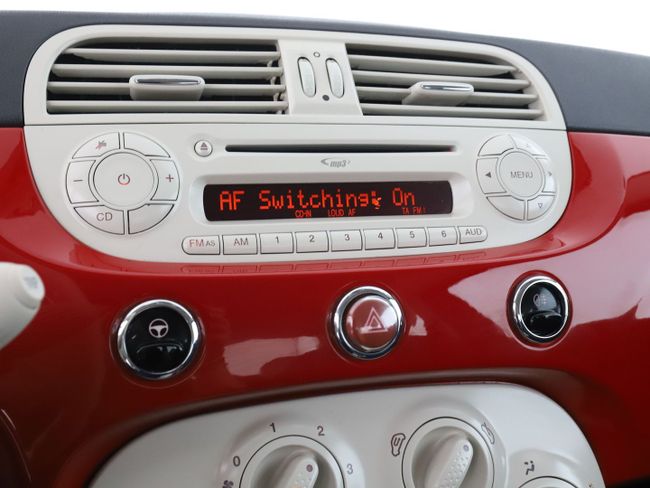 mp3
CD
MENU
AF Switching: On
CD-IN LOUD AF TA FM1
FM AS AM 1 2 3 4 5 6 AUD
0 1 2 3